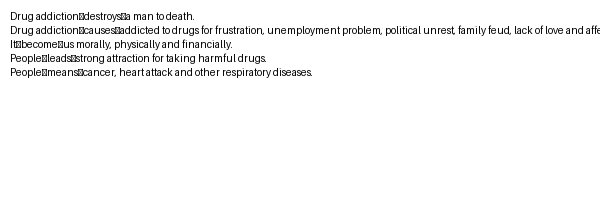 Drug addiction destroys a man to death.
Drug addiction causes addicted to drugs for frustration, unemployment problem, political unrest, family feud, lack of love and affe
It become us morally, physically and financially.
People leads strong attraction for taking harmful drugs.
People means cancer, heart attack and other respiratory diseases.